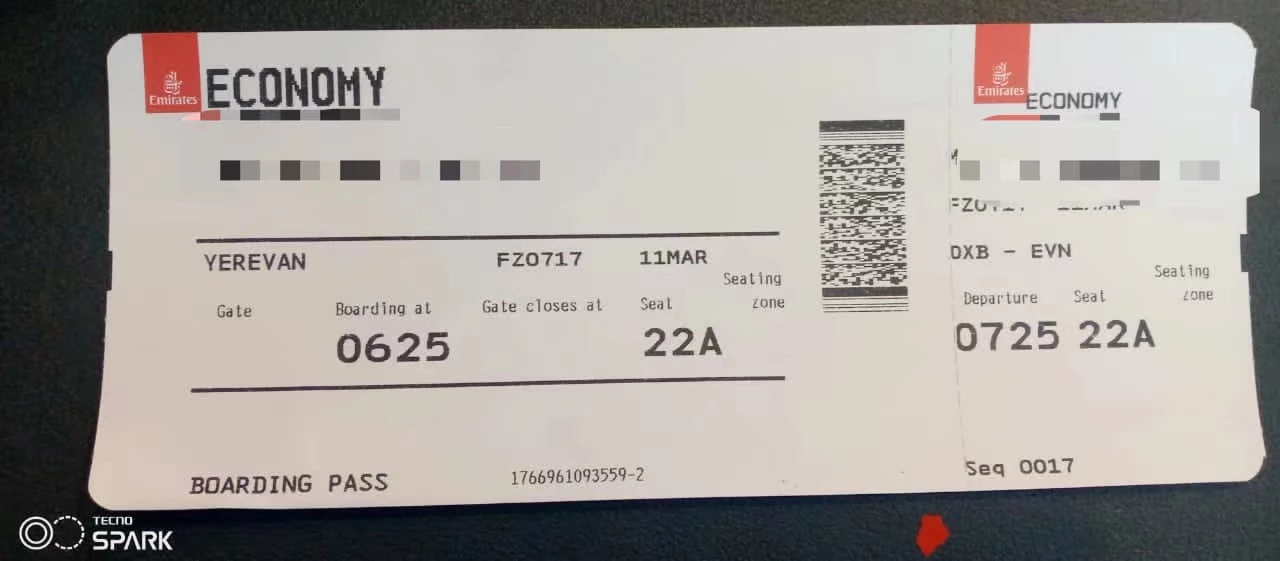 Emirates ECONOMY
YEREVAN FZ0717 11MAR
Gate Boarding at Gate closes at Seat Seating zone
0625 22A
BOARDING PASS 1766961093559-2
Emirates ECONOMY
DXB - EVN
Departure Seat Seating zone
0725 22A
Seq 0017
TECNO
SPARK